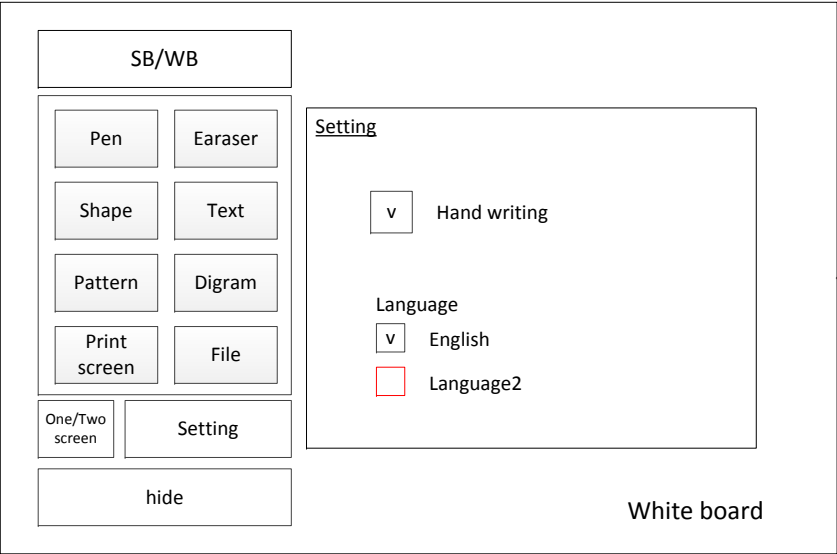 SB/WB
Pen
Earaser
Shape
Text
Pattern
Digram
Print
screen
File
One/Two
screen
Setting
hide
Setting
v
Hand writing
Language
v
English
Language2
White board